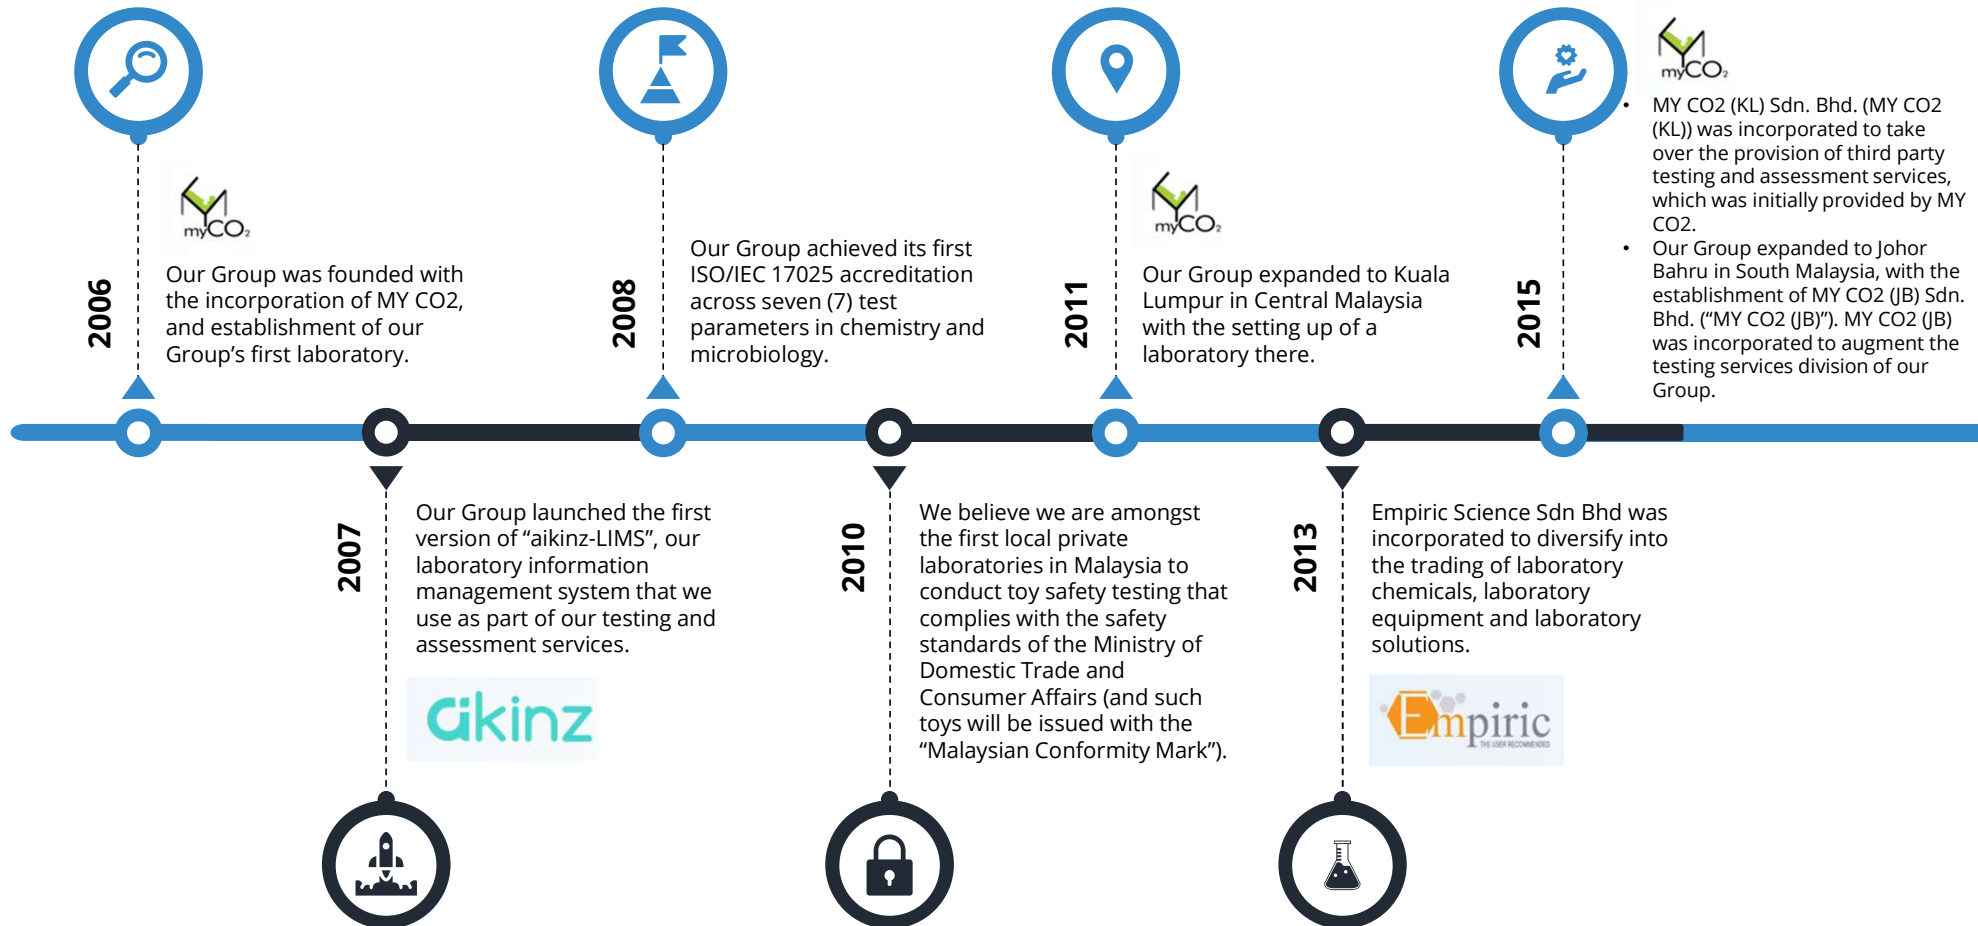 myCO₂
2006
Our Group was founded with
the incorporation of MY CO2,
and establishment of our
Group’s first laboratory.
2007
Our Group launched the first
version of “aikinz-LIMS”, our
laboratory information
management system that we
use as part of our testing and
assessment services.
aikinz
2008
Our Group achieved its first
ISO/IEC 17025 accreditation
across seven (7) test
parameters in chemistry and
microbiology.
2010
We believe we are amongst
the first local private
laboratories in Malaysia to
conduct toy safety testing that
complies with the safety
standards of the Ministry of
Domestic Trade and
Consumer Affairs (and such
toys will be issued with the
“Malaysian Conformity Mark”).
myCO₂
2011
Our Group expanded to Kuala
Lumpur in Central Malaysia
with the setting up of a
laboratory there.
2013
Empiric Science Sdn Bhd was
incorporated to diversify into
the trading of laboratory
chemicals, laboratory
equipment and laboratory
solutions.
Empiric
THE USER RECOMMENDED
myCO₂
2015
• MY CO2 (KL) Sdn. Bhd. (MY CO2
(KL)) was incorporated to take
over the provision of third party
testing and assessment services,
which was initially provided by MY
CO2.
• Our Group expanded to Johor
Bahru in South Malaysia, with the
establishment of MY CO2 (JB) Sdn.
Bhd. (“MY CO2 (JB)”). MY CO2 (JB)
was incorporated to augment the
testing services division of our
Group.